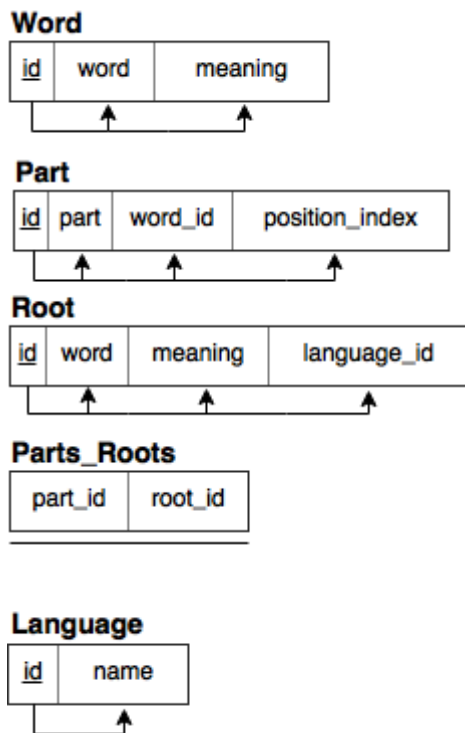 Word
id word meaning
Part
id part word_id position_index
Root
id word meaning language_id
Parts_Roots
part_id root_id
Language
id name